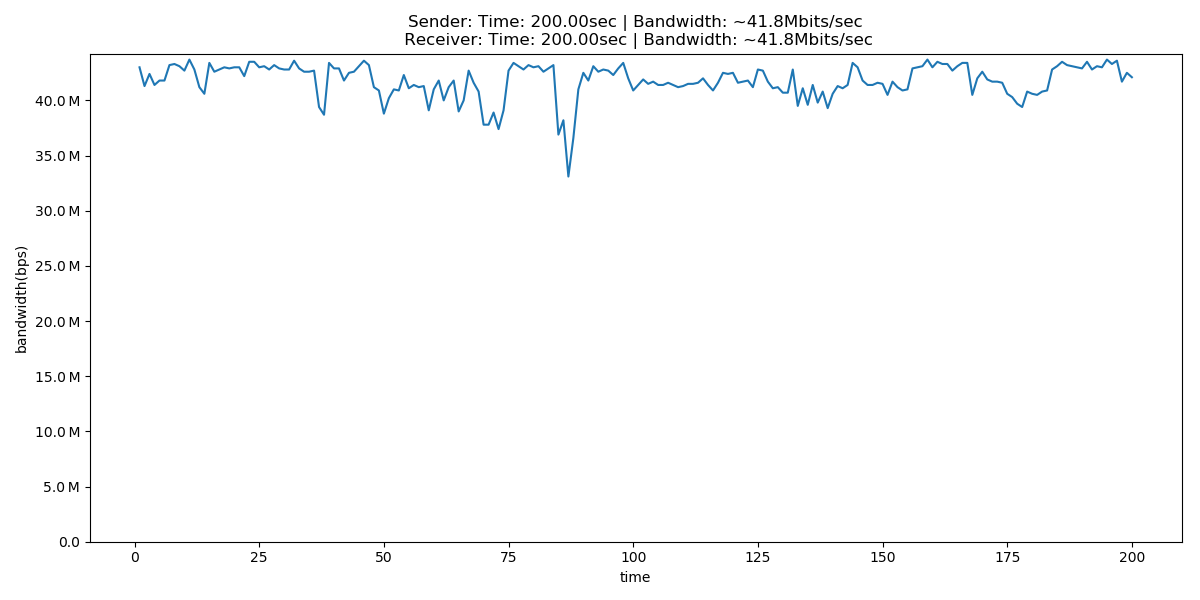 Sender: Time: 200.00sec | Bandwidth: ~41.8Mbits/sec
Receiver: Time: 200.00sec | Bandwidth: ~41.8Mbits/sec
40.0 M
35.0 M
30.0 M
25.0 M
20.0 M
15.0 M
10.0 M
5.0 M
0.0
bandwidth(bps)
0 25 50 75 100 125 150 175 200
time